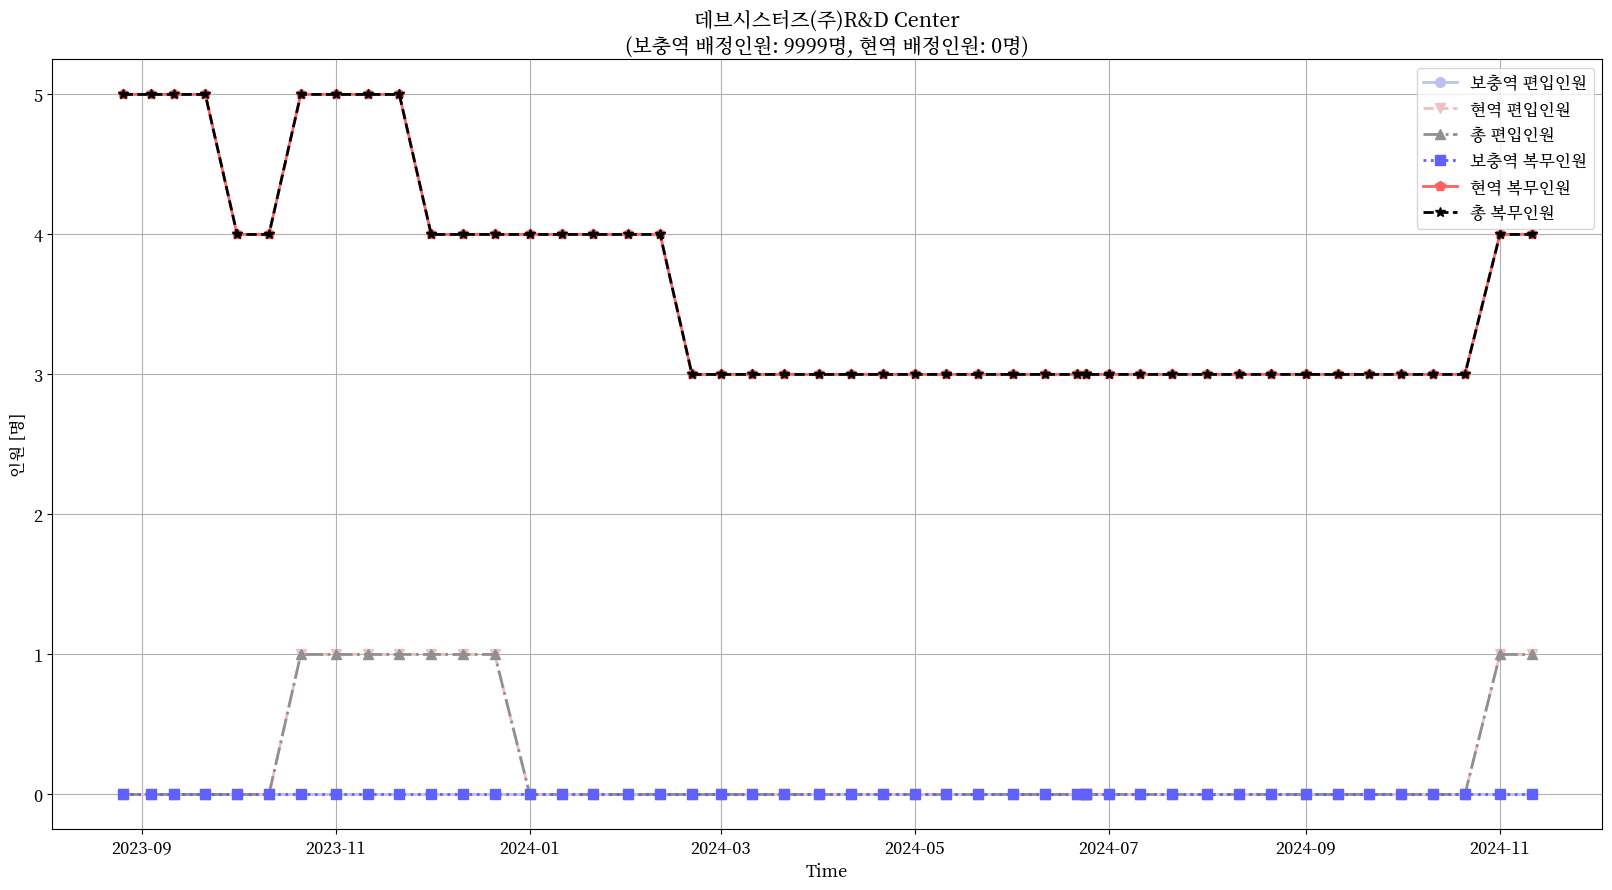 데브시스터즈(주)R&D Center
(보충역 배정인원: 9999명, 현역 배정인원: 0명)
보충역 편입인원
현역 편입인원
총 편입인원
보충역 복무인원
현역 복무인원
총 복무인원
인원 [명]
5
4
3
2
1
0
2023-09
2023-11
2024-01
2024-03
2024-05
2024-07
2024-09
2024-11
Time